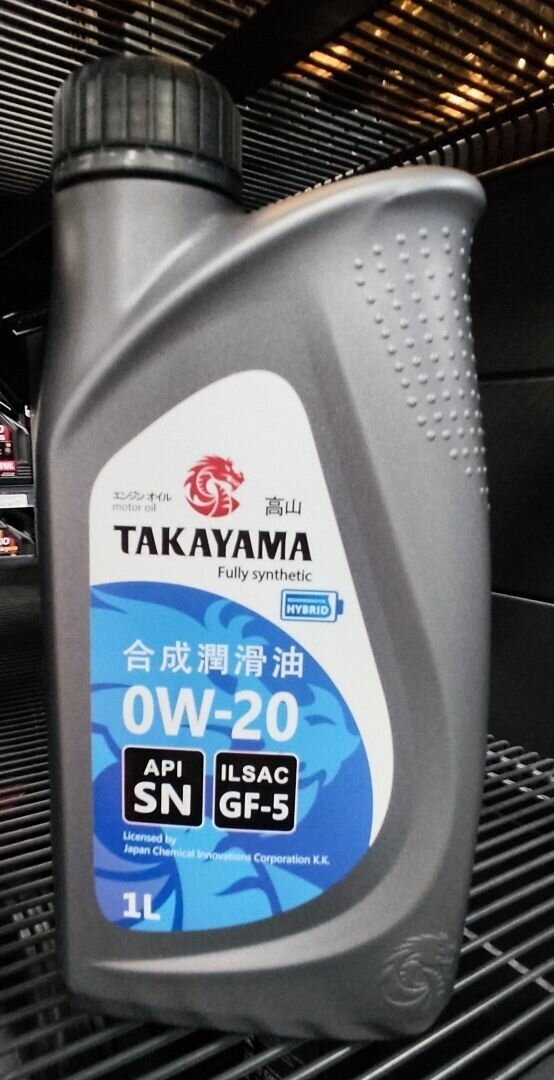 エンジン オイル
motor oil
高山
TAKAYAMA
Fully synthetic
HYBRID
合成潤滑油
0W-20
API
SN
ILSAC
GF-5
Licensed by
Japan Chemical Innovations Corporation K.K.
1L